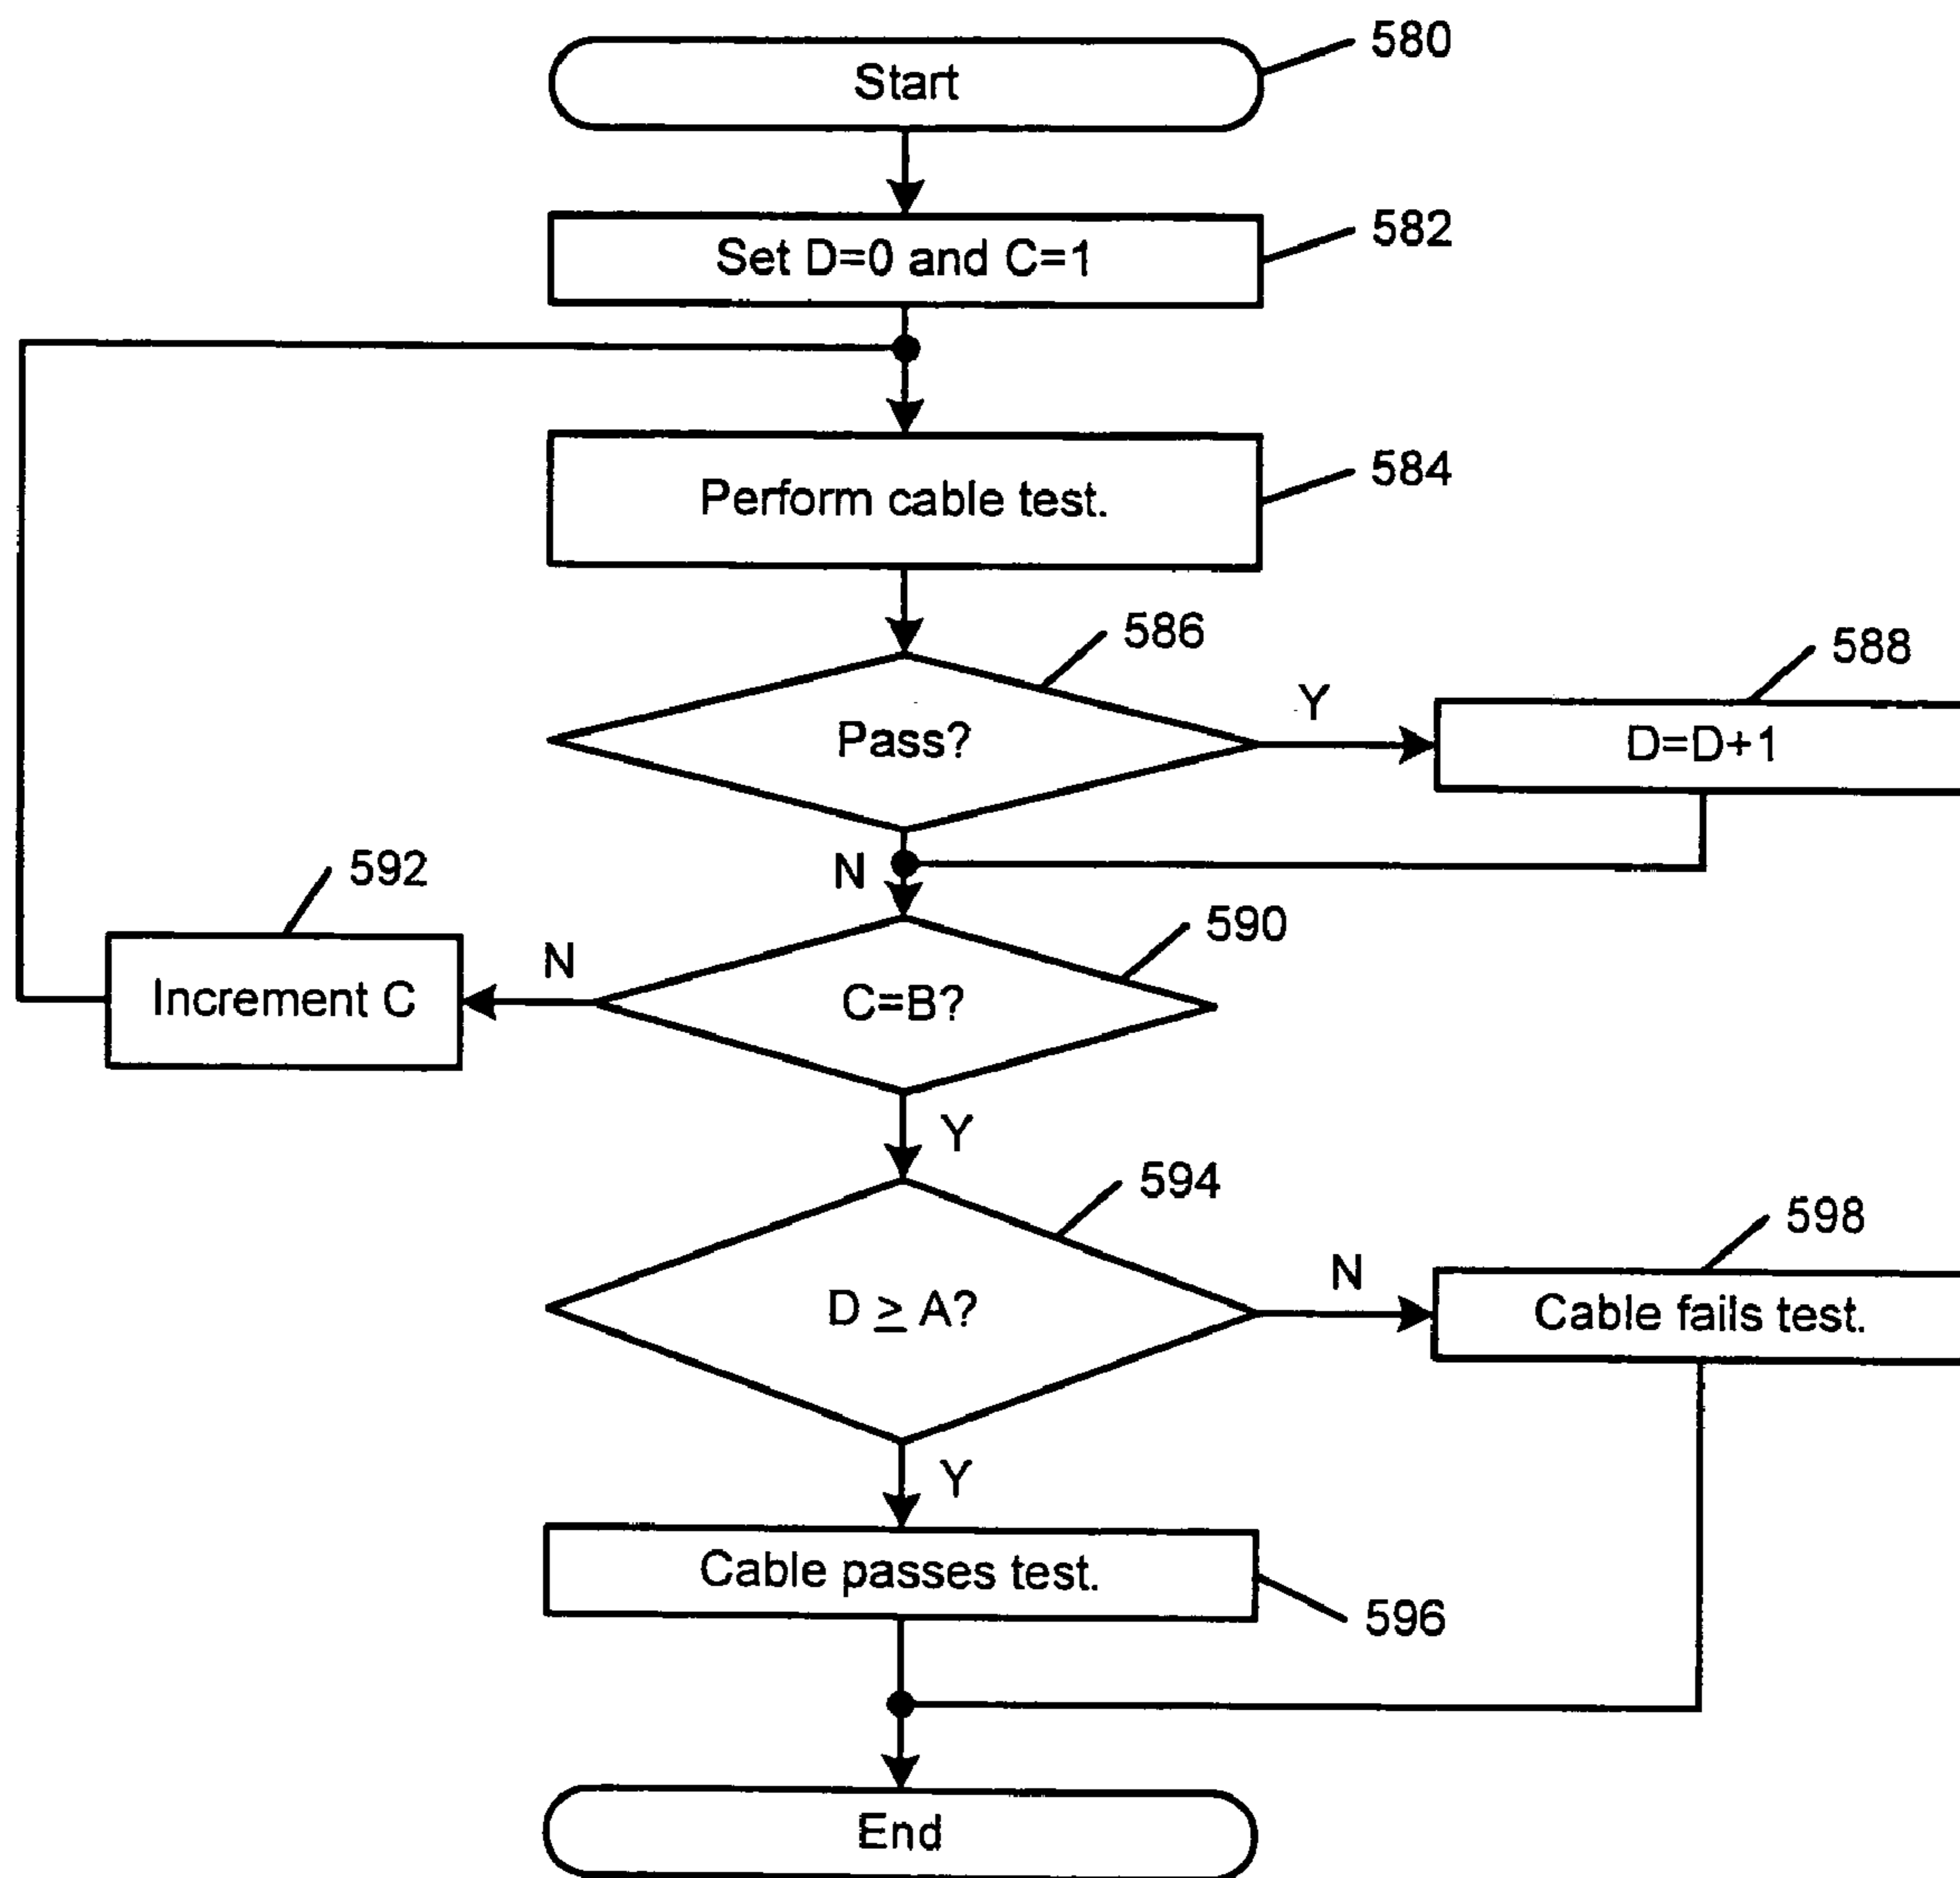 580
Start
582
Set D=0 and C=1
584
Perform cable test.
586
588
Y
Pass?
D=D+1
592
N
590
N
Increment C
C=B?
Y
594
598
N
D ≥ A?
Cable fails test.
Y
Cable passes test.
596
End